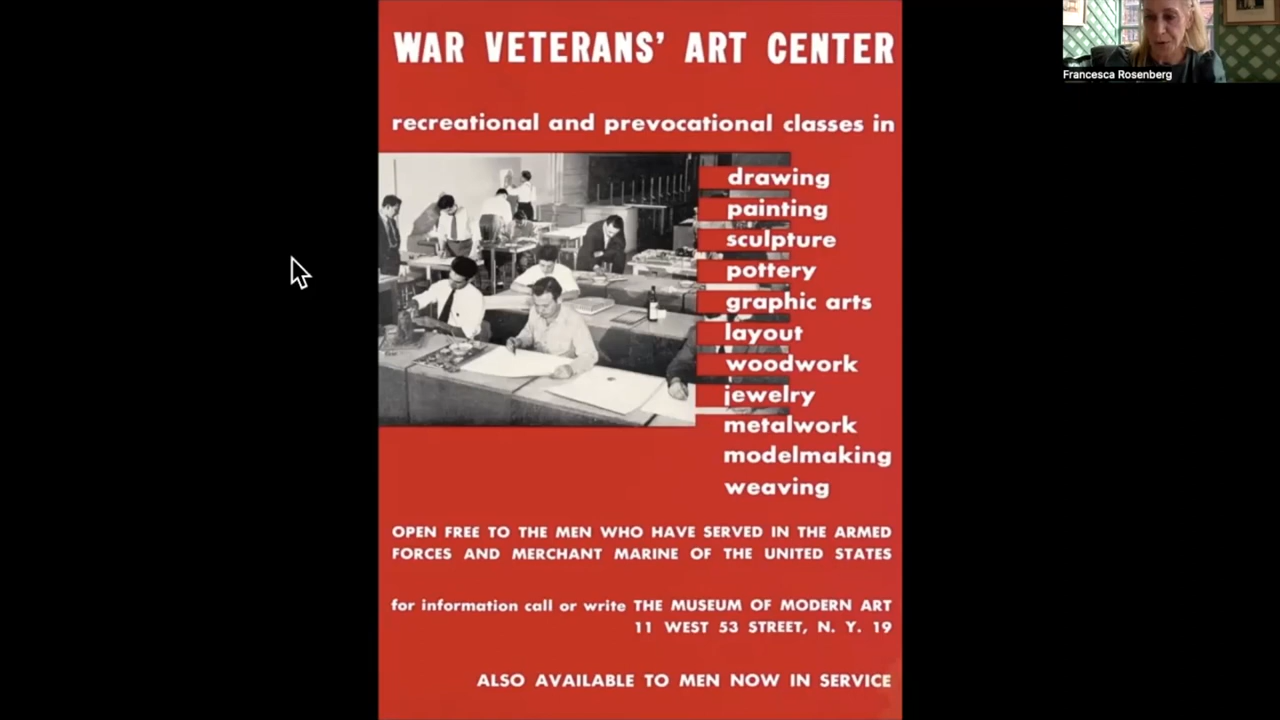 WAR VETERANS' ART CENTER
recreational and prevocational classes in
drawing
painting
sculpture
pottery
graphic arts
layout
woodwork
jewelry
metalwork
modelmaking
weaving
OPEN FREE TO THE MEN WHO HAVE SERVED IN THE ARMED
FORCES AND MERCHANT MARINE OF THE UNITED STATES
for information call or write THE MUSEUM OF MODERN ART
11 WEST 53 STREET, N. Y. 19
ALSO AVAILABLE TO MEN NOW IN SERVICE
Francesca Rosenberg